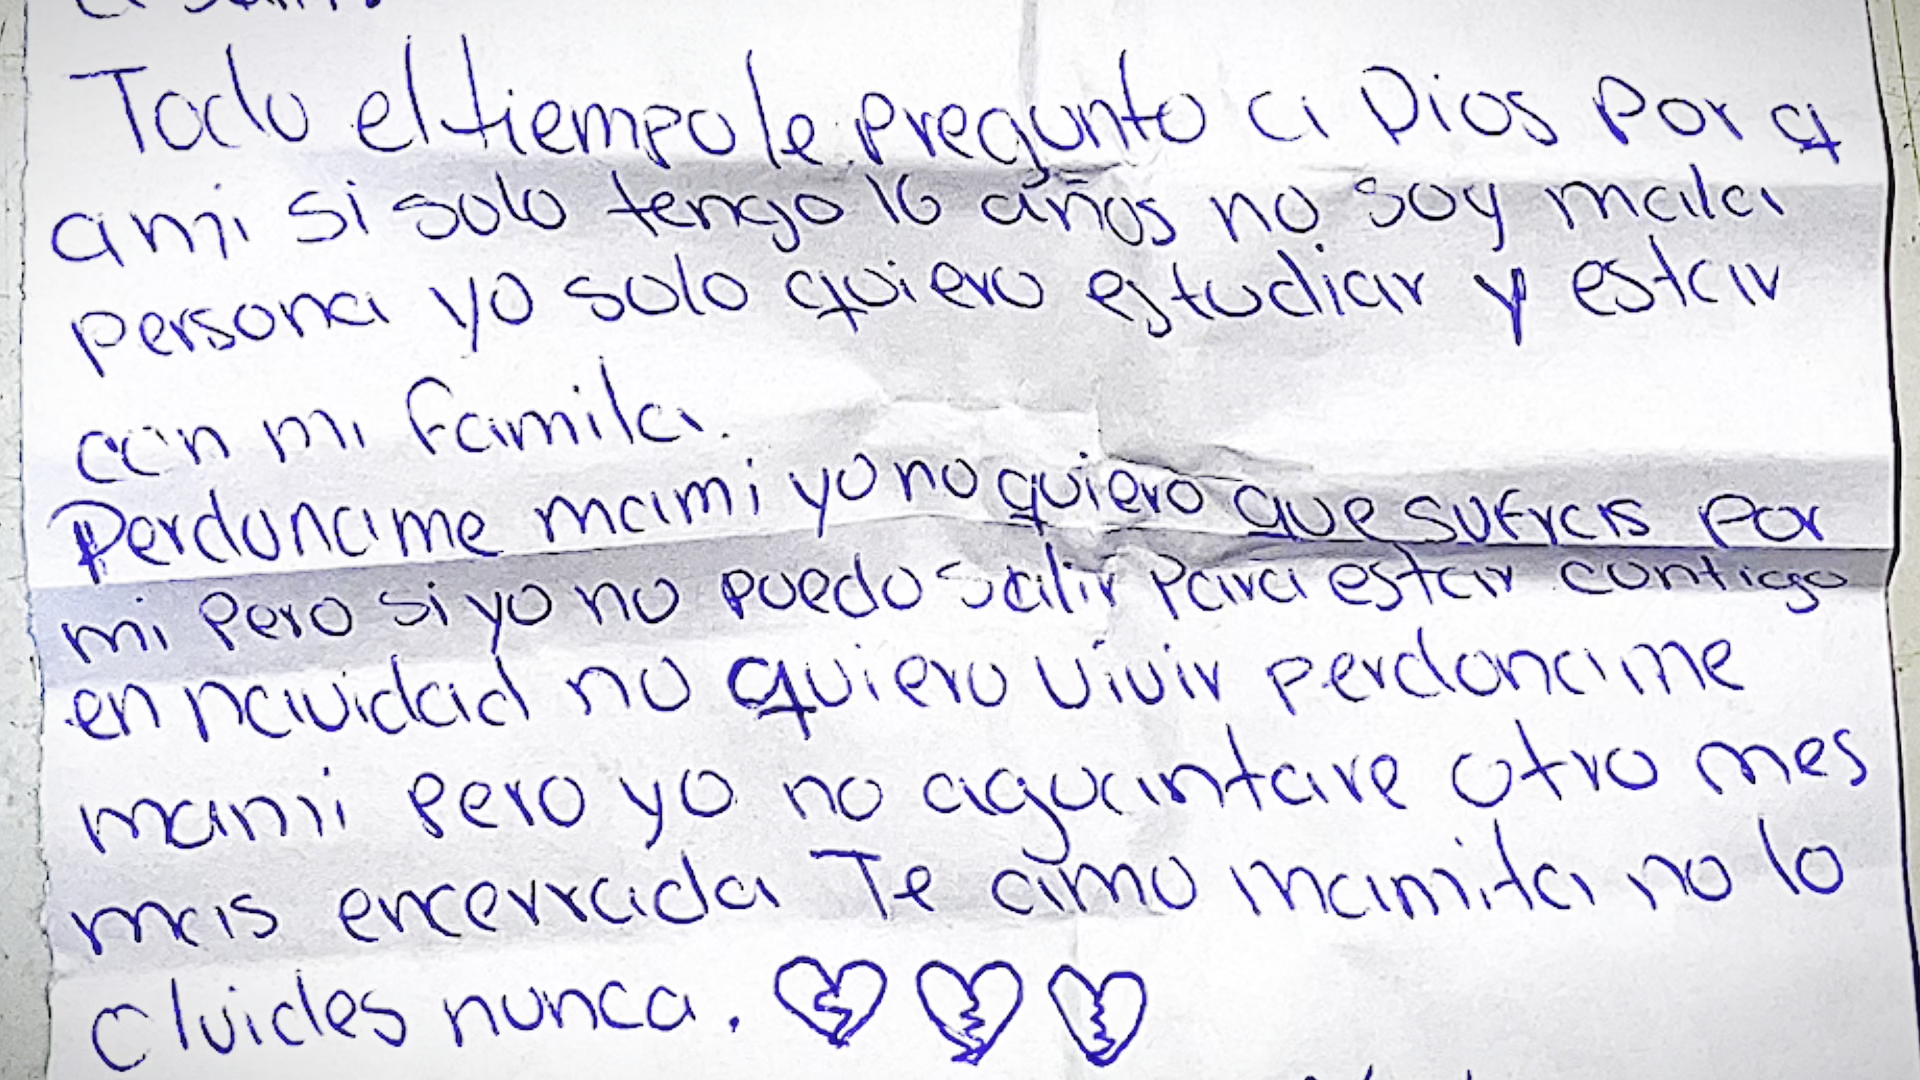 Todo el tiempo le pregunto a Dios por q
a mi si solo tengo 16 años no soy mala
persona yo solo quiero estudiar y estar
con mi familа.
Perdoname mami yo no quiero que sufras por
mi pero si yo no puedo salir para estar contigo
en navidad no quiero vivir perdoname
mami pero yo no aguantare otro mes
mas encerrada Te amo mamita no lo
olvides nunca.